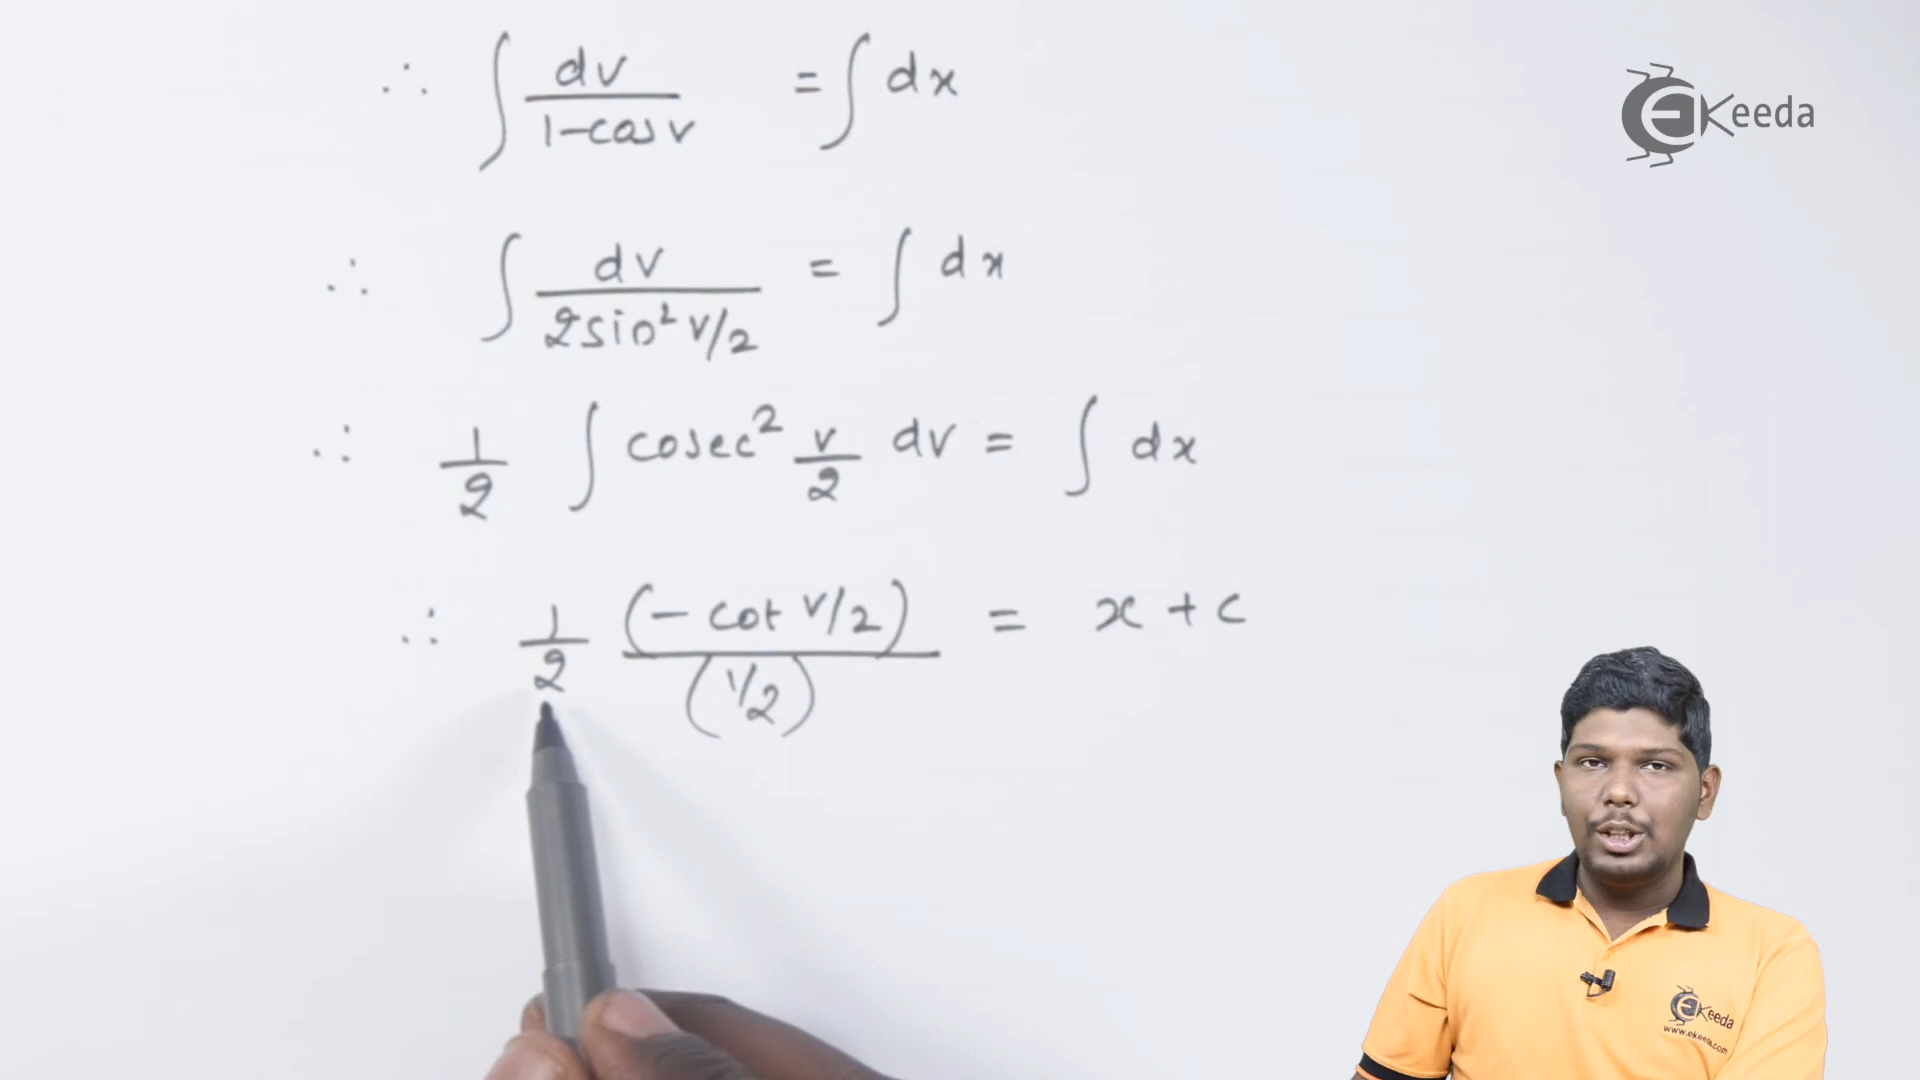 ∴ ∫ dv / 1-cos v = ∫ dx
EKeeda
∴ ∫ dv / 2sin² v/2 = ∫ dx
∴ 1/2 ∫ cosec² v/2 dv = ∫ dx
∴ 1/2 (-cot v/2) / (1/2) = x + c
EKeeda
www.ekeeda.com